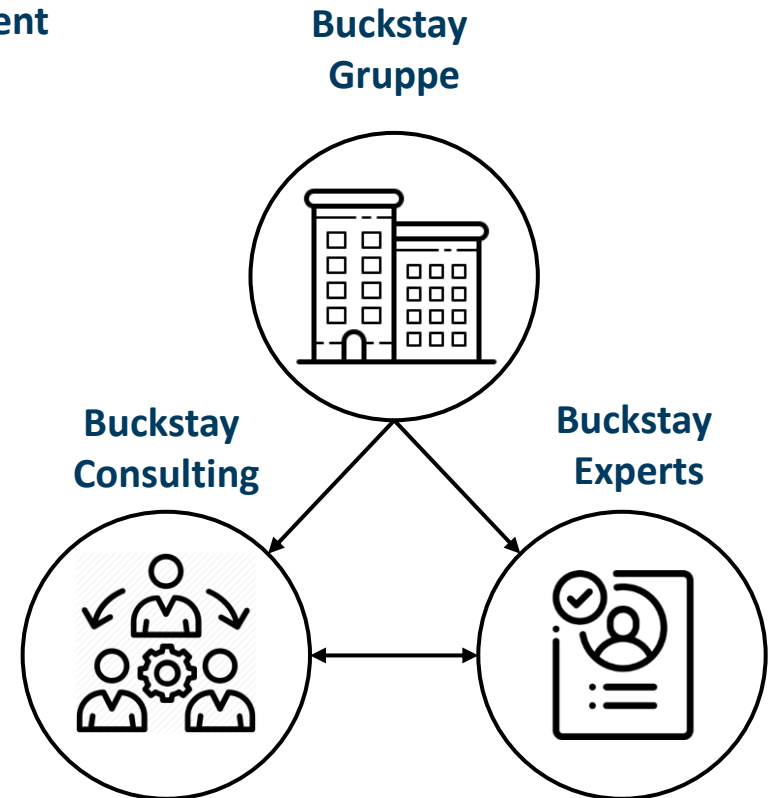 ent
Buckstay
Gruppe
Buckstay
Consulting
Buckstay
Experts